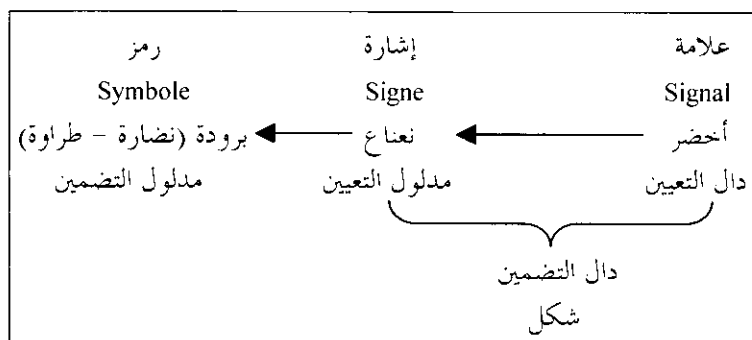 علامة إشارة رمز
Signal Signe Symbole
أخضر نعناع برودة (نضارة - طراوة)
دال التعيين مدلول التعيين مدلول التضمين
دال التضمين
شكل